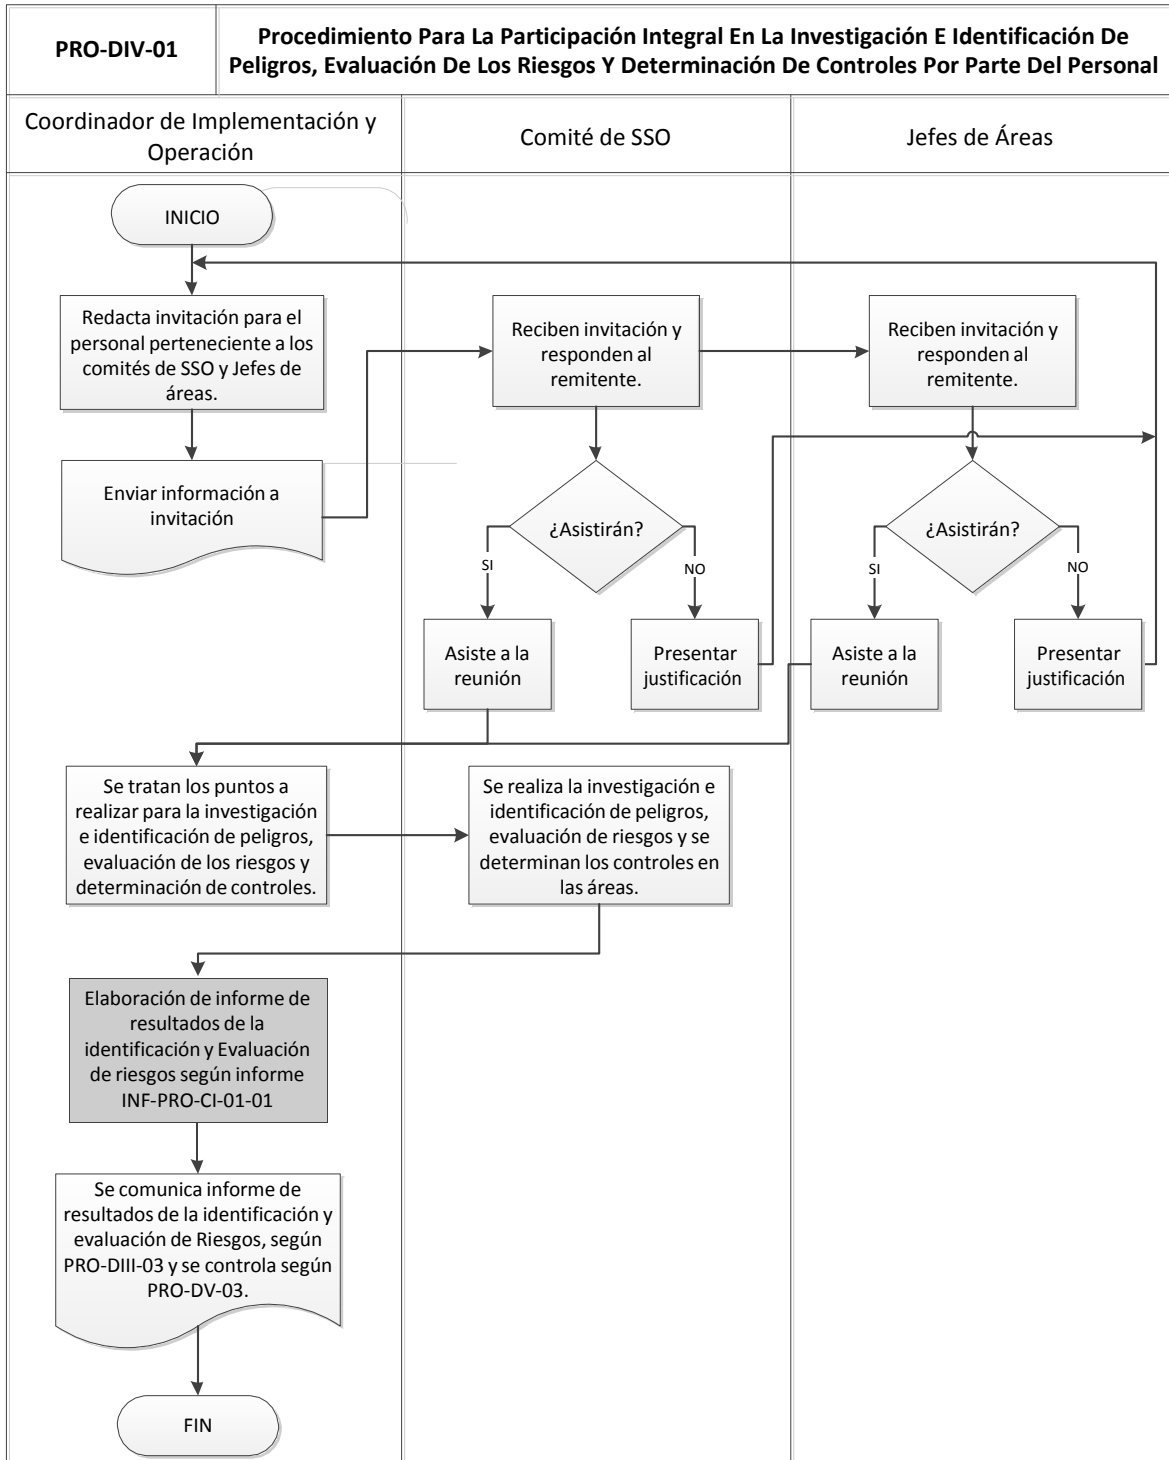 PRO-DIV-01
Procedimiento Para La Participación Integral En La Investigación E Identificación De
Peligros, Evaluación De Los Riesgos Y Determinación De Controles Por Parte Del Personal
Coordinador de Implementación y
Operación
Comité de SSO
Jefes de Áreas
INICIO
Redacta invitación para el
personal perteneciente a los
comités de SSO y Jefes de
áreas.
Reciben invitación y
responden al
remitente.
Reciben invitación y
responden al
remitente.
Enviar información a
invitación
¿Asistirán?
SI
NO
¿Asistirán?
SI
NO
Asiste a la
reunión
Presentar
justificación
Asiste a la
reunión
Presentar
justificación
Se tratan los puntos a
realizar para la investigación
e identificación de peligros,
evaluación de los riesgos y
determinación de controles.
Se realiza la investigación e
identificación de peligros,
evaluación de riesgos y se
determinan los controles en
las áreas.
Elaboración de informe de
resultados de la
identificación y Evaluación
de riesgos según informe
INF-PRO-CI-01-01
Se comunica informe de
resultados de la identificación y
evaluación de Riesgos, según
PRO-DIII-03 y se controla según
PRO-DV-03.
FIN